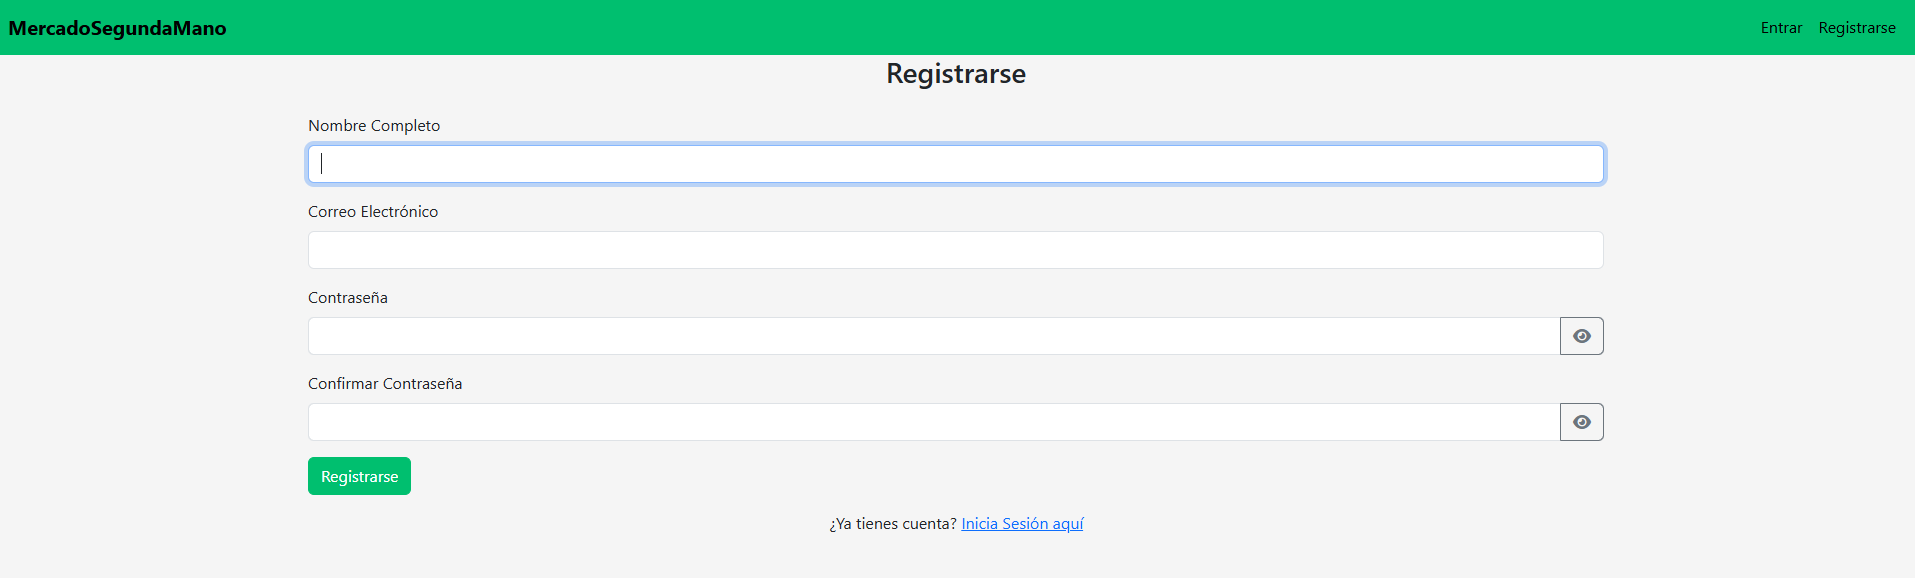 MercadoSegundaMano Entrar Registrarse
Registrarse
Nombre Completo
Correo Electrónico
Contraseña
Confirmar Contraseña
Registrarse
¿Ya tienes cuenta? Inicia Sesión aquí